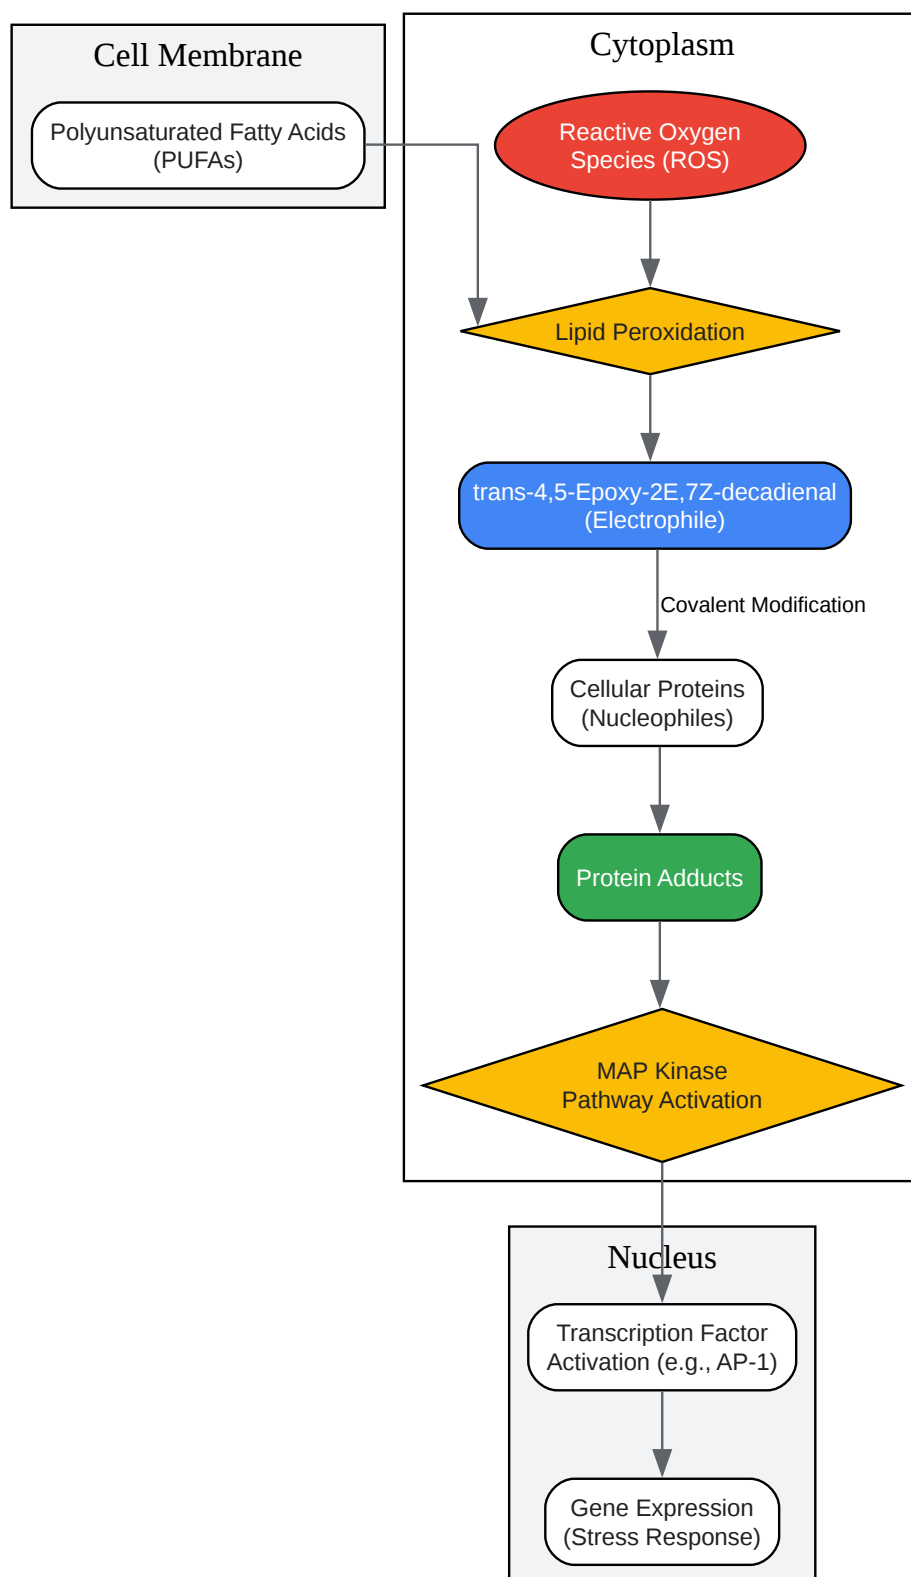 Cell Membrane
Polyunsaturated Fatty Acids
(PUFAs)
Cytoplasm
Reactive Oxygen
Species (ROS)
Lipid Peroxidation
trans-4,5-Epoxy-2E,7Z-decadienal
(Electrophile)
Covalent Modification
Cellular Proteins
(Nucleophiles)
Protein Adducts
MAP Kinase
Pathway Activation
Nucleus
Transcription Factor
Activation (e.g., AP-1)
Gene Expression
(Stress Response)